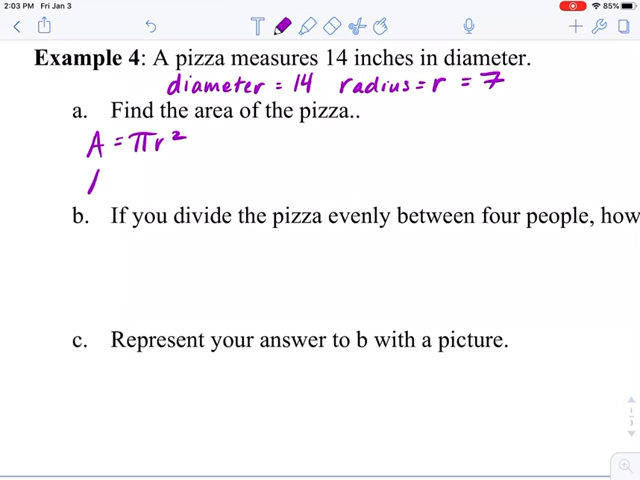 2:03 PM Fri Jan 3
85%
T
Example 4: A pizza measures 14 inches in diameter.
diameter = 14 radius = r = 7
a. Find the area of the pizza..
A = πr²
b. If you divide the pizza evenly between four people, how
c. Represent your answer to b with a picture.
1
3